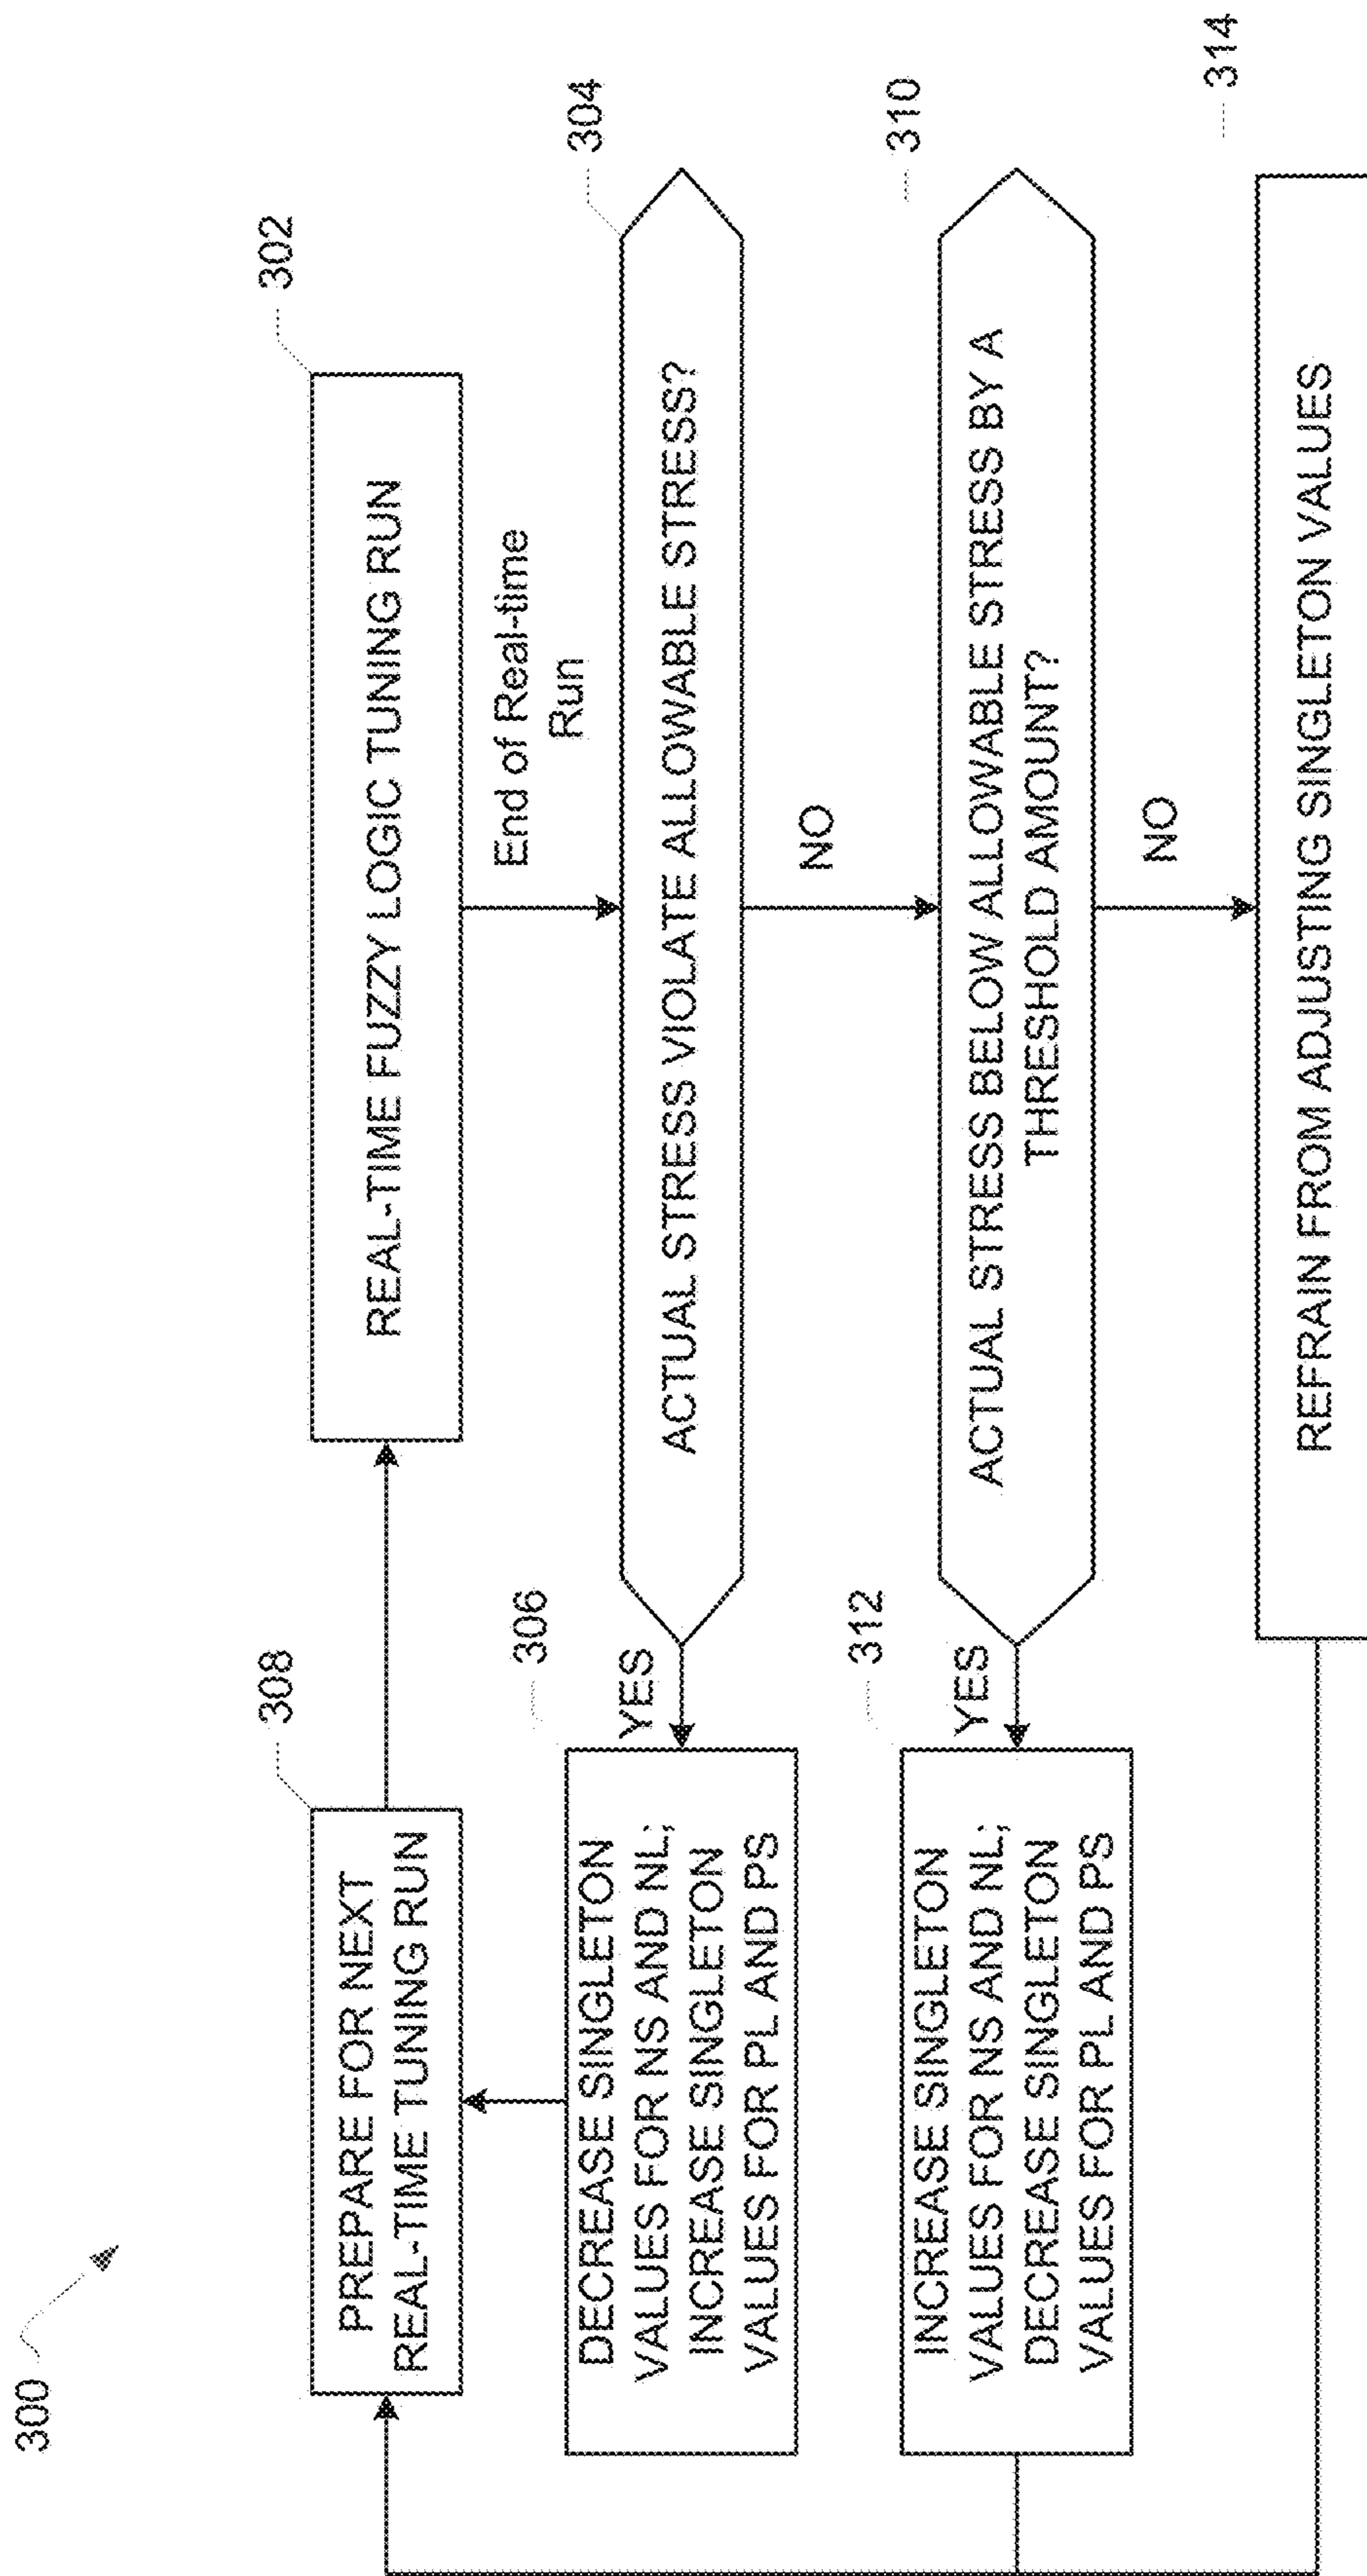 300
308
PREPARE FOR NEXT
REAL-TIME TUNING RUN
302
REAL-TIME FUZZY LOGIC TUNING RUN
End of Real-time
Run
306
DECREASE SINGLETON
VALUES FOR NS AND NL;
INCREASE SINGLETON
VALUES FOR PL AND PS
YES
304
ACTUAL STRESS VIOLATE ALLOWABLE STRESS?
NO
312
INCREASE SINGLETON
VALUES FOR NS AND NL;
DECREASE SINGLETON
VALUES FOR PL AND PS
YES
310
ACTUAL STRESS BELOW ALLOWABLE STRESS BY A
THRESHOLD AMOUNT?
NO
314
REFRAIN FROM ADJUSTING SINGLETON VALUES